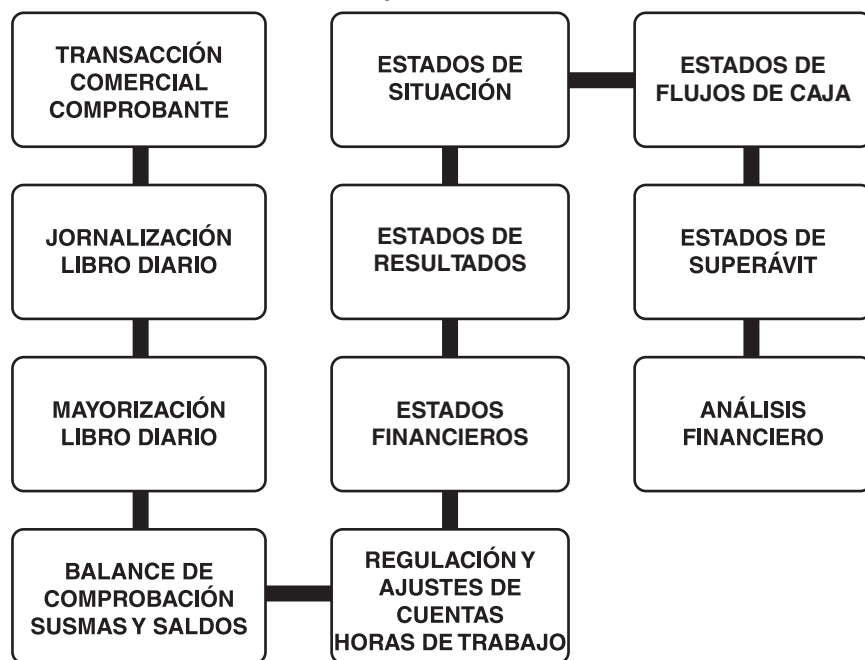 TRANSACCIÓN
COMERCIAL
COMPROBANTE
JORNALIZACIÓN
LIBRO DIARIO
MAYORIZACIÓN
LIBRO DIARIO
BALANCE DE
COMPROBACIÓN
SUSMAS Y SALDOS
REGULACIÓN Y
AJUSTES DE
CUENTAS
HORAS DE TRABAJO
ESTADOS
FINANCIEROS
ESTADOS DE
RESULTADOS
ESTADOS DE
SITUACIÓN
ESTADOS DE
FLUJOS DE CAJA
ESTADOS DE
SUPERÁVIT
ANÁLISIS
FINANCIERO